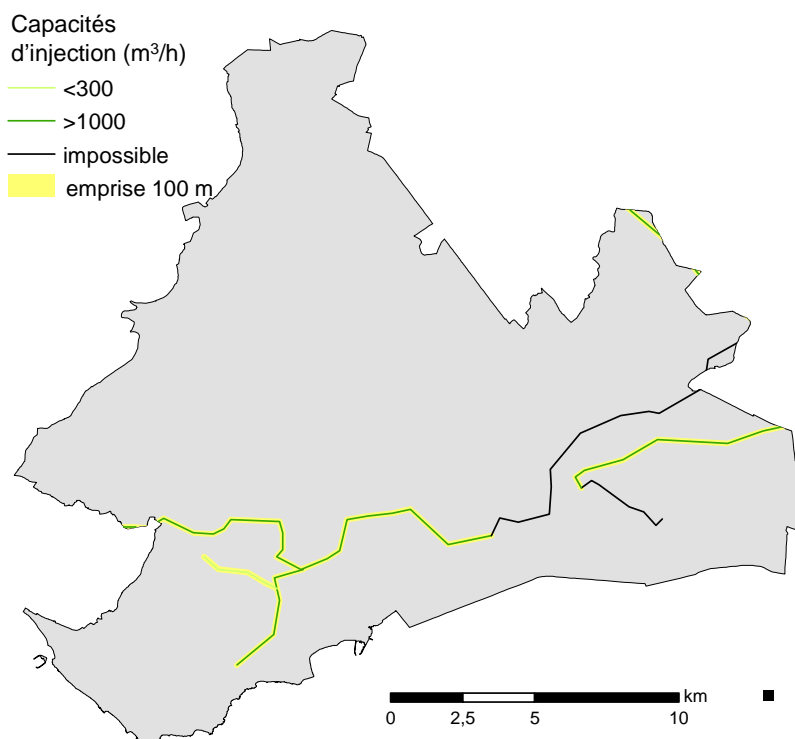 Capacités
d'injection (m³/h)
<300
>1000
impossible
emprise 100 m
km
0 2,5 5 10